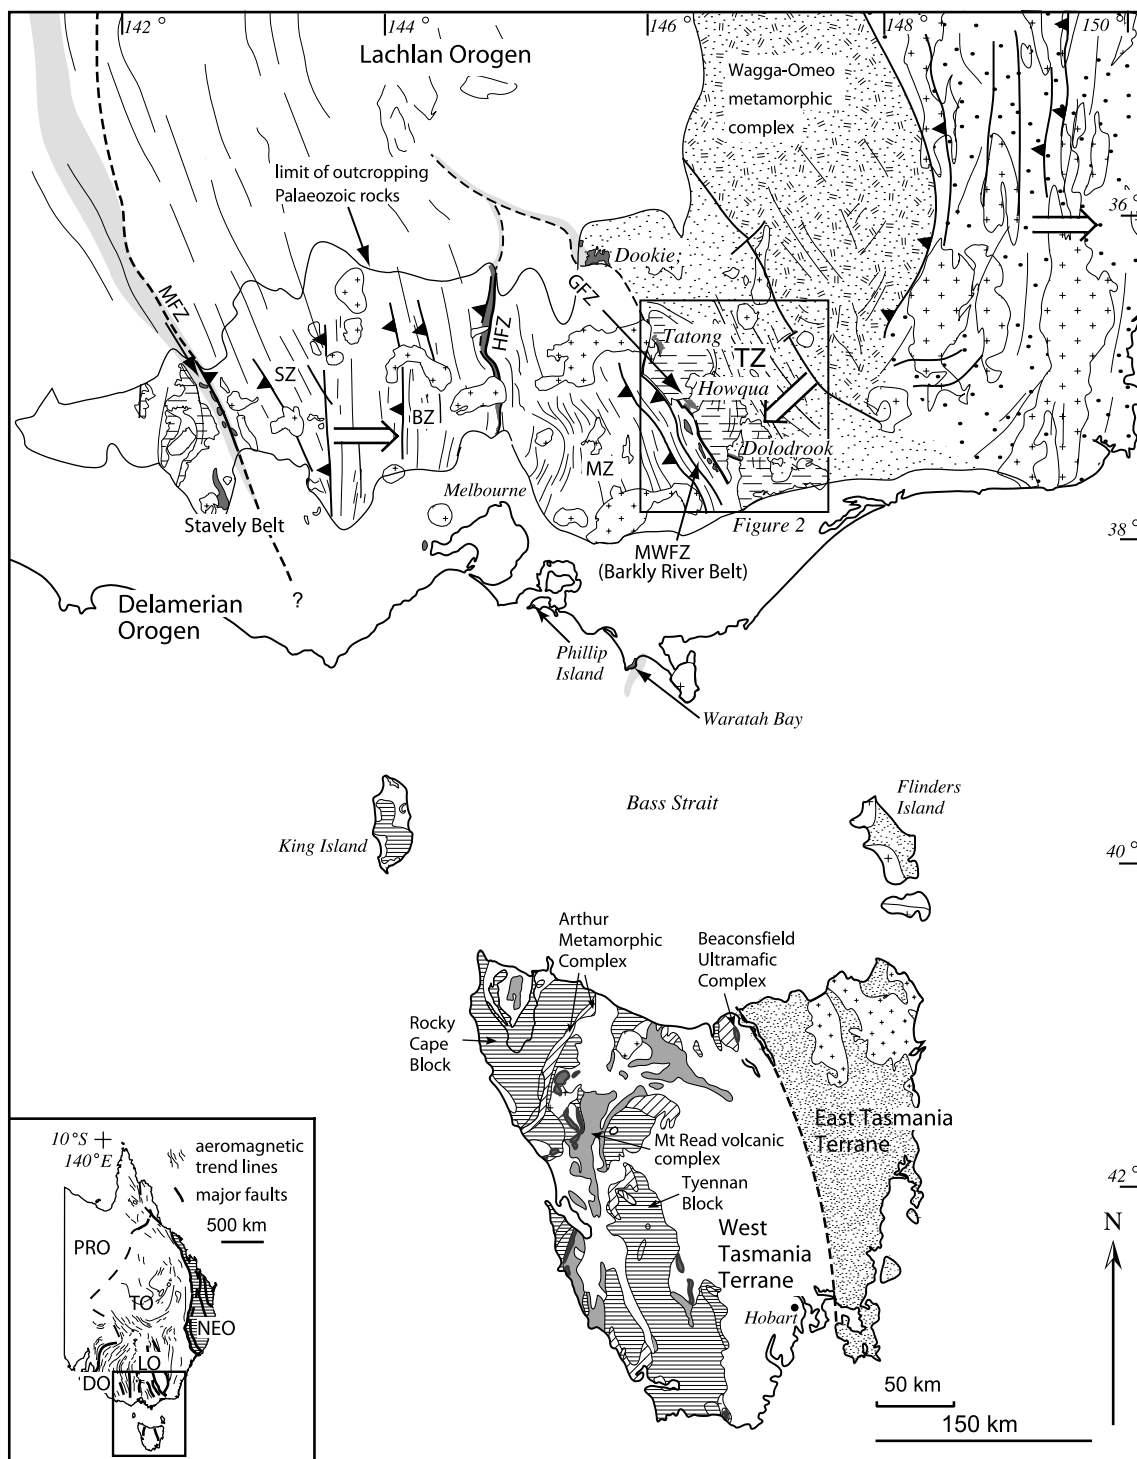 142 °
144 °
146
148 °
150 °
Lachlan Orogen
Wagga-Omeo
metamorphic
complex
limit of outcropping
Palaeozoic rocks
36 °
Dookie
MFZ
GFZ
HFZ
Tatong
TZ
SZ
Howqua
BZ
MZ
Dolodrook
Melbourne
Stavely Belt
Figure 2
38 °
MWFZ
(Barkly River Belt)
?
Delamerian
Orogen
Phillip
Island
Waratah Bay
Flinders
Island
Bass Strait
King Island
40 °
Arthur
Metamorphic
Complex
Beaconsfield
Ultramafic
Complex
Rocky
Cape
Block
East Tasmania
Terrane
Mt Read volcanic
complex
Tyennan
Block
42 °
West
Tasmania
Terrane
N
Hobart
50 km
150 km
10°S
140°E
aeromagnetic
trend lines
major faults
500 km
PRO
TO
NEO
LO
DO